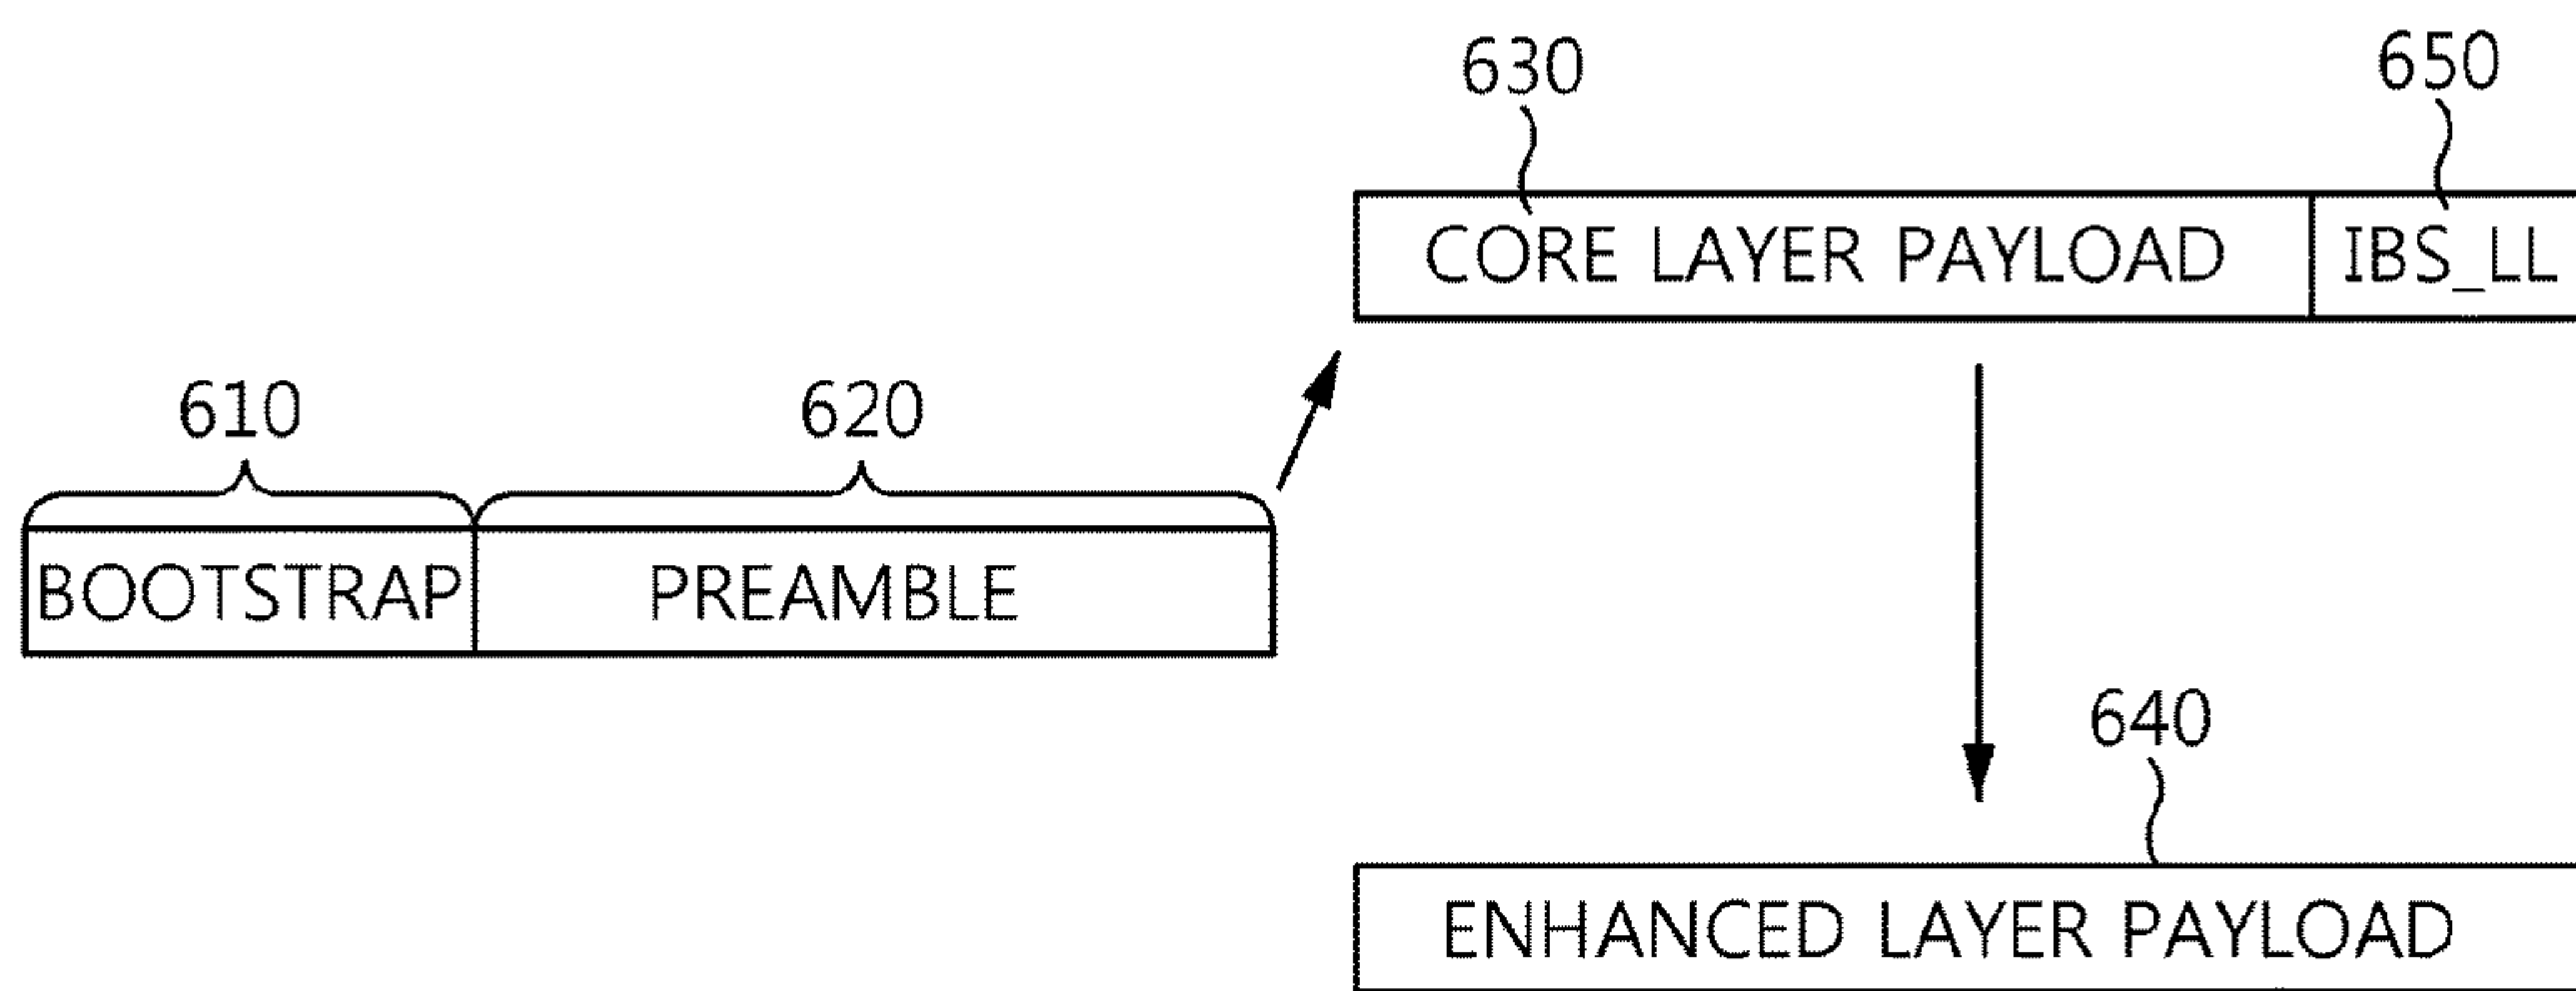 630 650
CORE LAYER PAYLOAD IBS_LL
610 620
BOOTSTRAP PREAMBLE
640
ENHANCED LAYER PAYLOAD